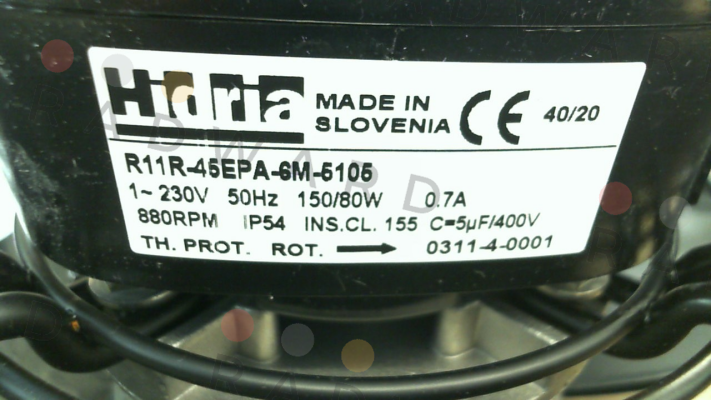 Hidria MADE IN SLOVENIA CE 40/20
R11R-45EPA-6M-5105
1~ 230V 50Hz 150/80W 0.7A
880RPM IP54 INS.CL. 155 C=5µF/400V
TH. PROT. ROT. → 0311-4-0001
ADWARD